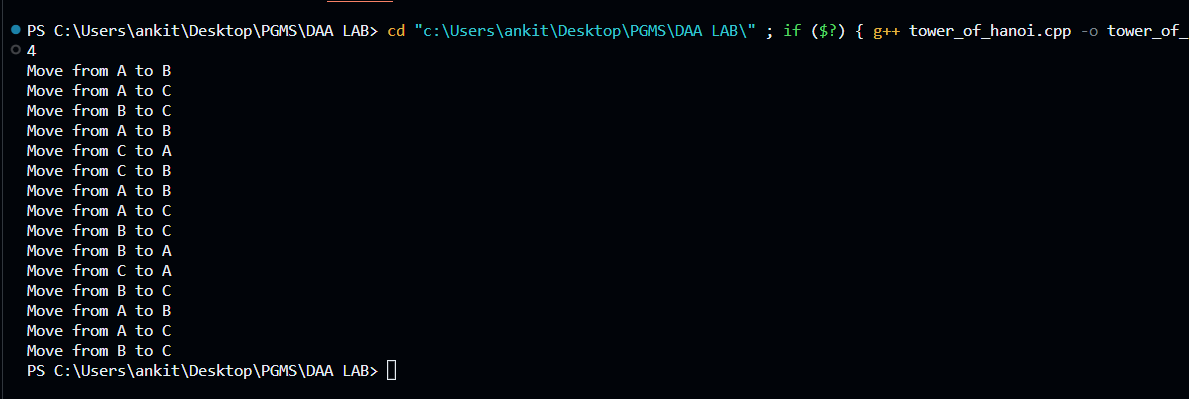 PS C:\Users\ankit\Desktop\PGMS\DAA LAB> cd "c:\Users\ankit\Desktop\PGMS\DAA LAB\" ; if ($?) { g++ tower_of_hanoi.cpp -o tower_of_
4
Move from A to B
Move from A to C
Move from B to C
Move from A to B
Move from C to A
Move from C to B
Move from A to B
Move from A to C
Move from B to C
Move from B to A
Move from C to A
Move from B to C
Move from A to B
Move from A to C
Move from B to C
PS C:\Users\ankit\Desktop\PGMS\DAA LAB>